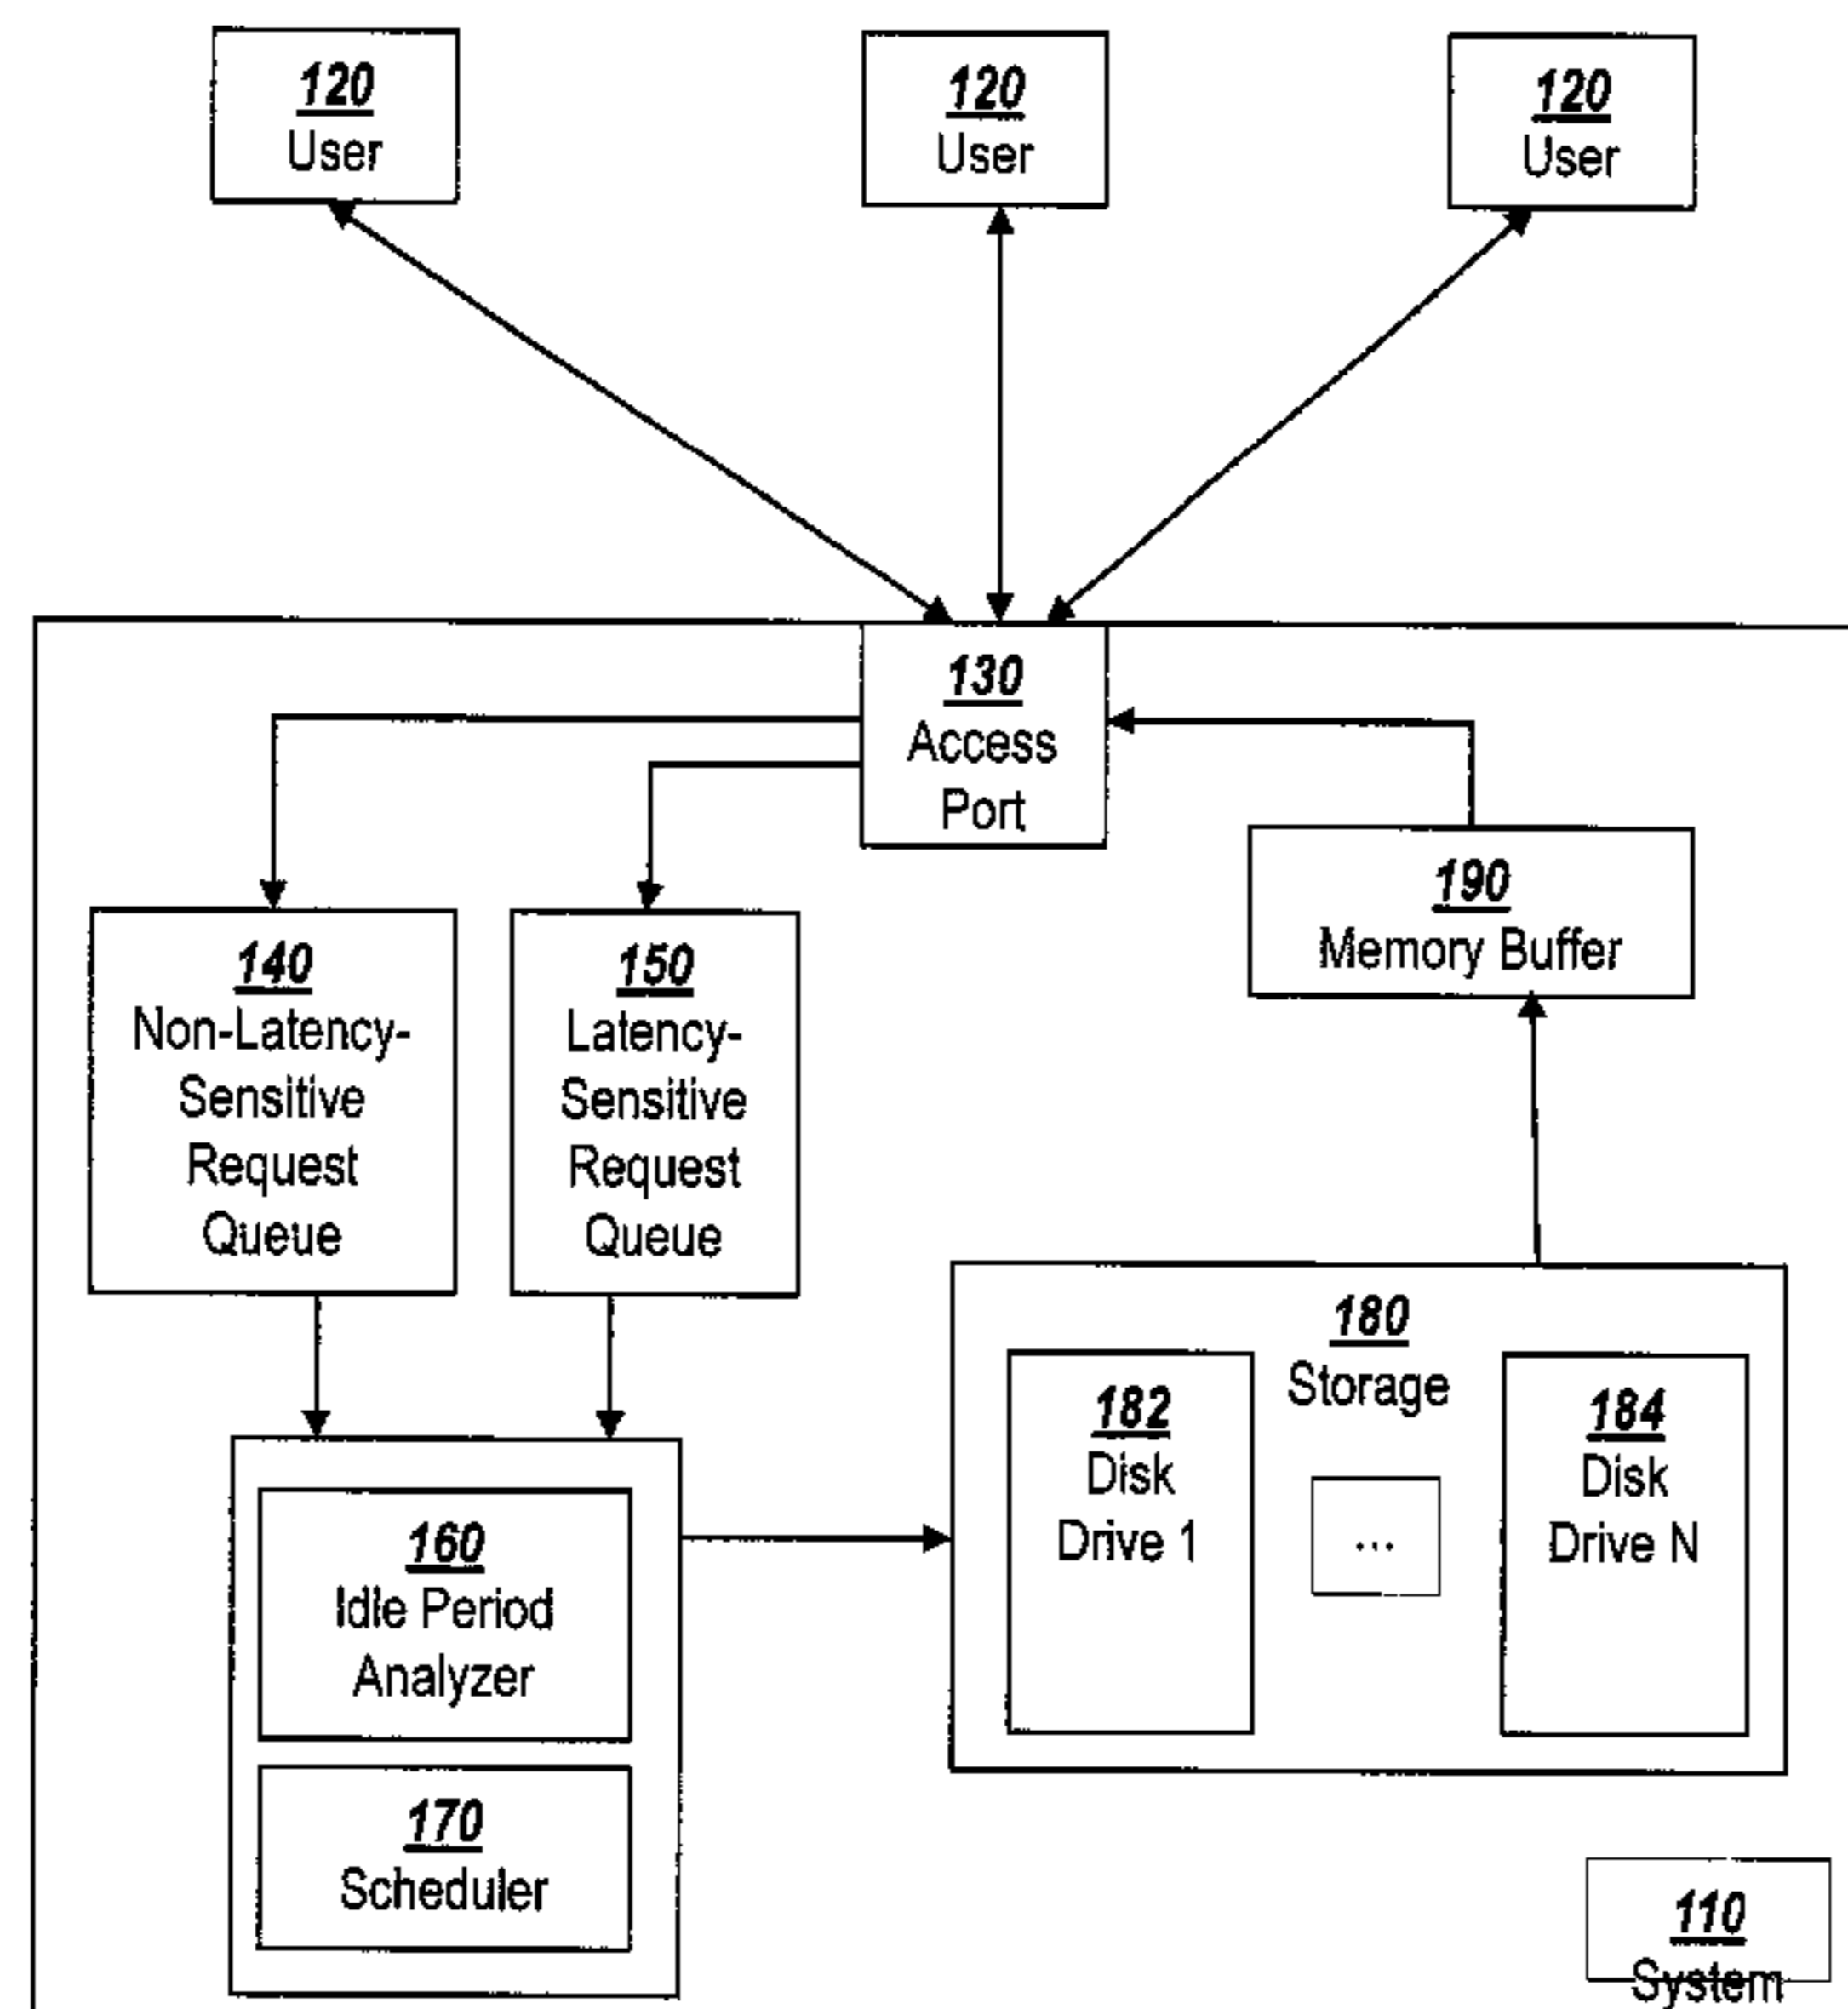 120
User
120
User
120
User
130
Access
Port
190
Memory Buffer
140
Non-Latency-
Sensitive
Request
Queue
150
Latency-
Sensitive
Request
Queue
180
Storage
182
Disk
Drive 1
...
184
Disk
Drive N
160
Idle Period
Analyzer
170
Scheduler
110
System